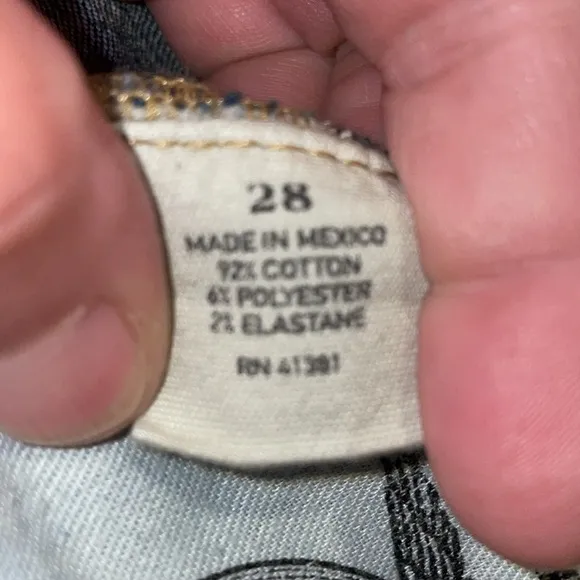 28
MADE IN MEXICO
92% COTTON
6% POLYESTER
2% ELASTANE
RN 41381